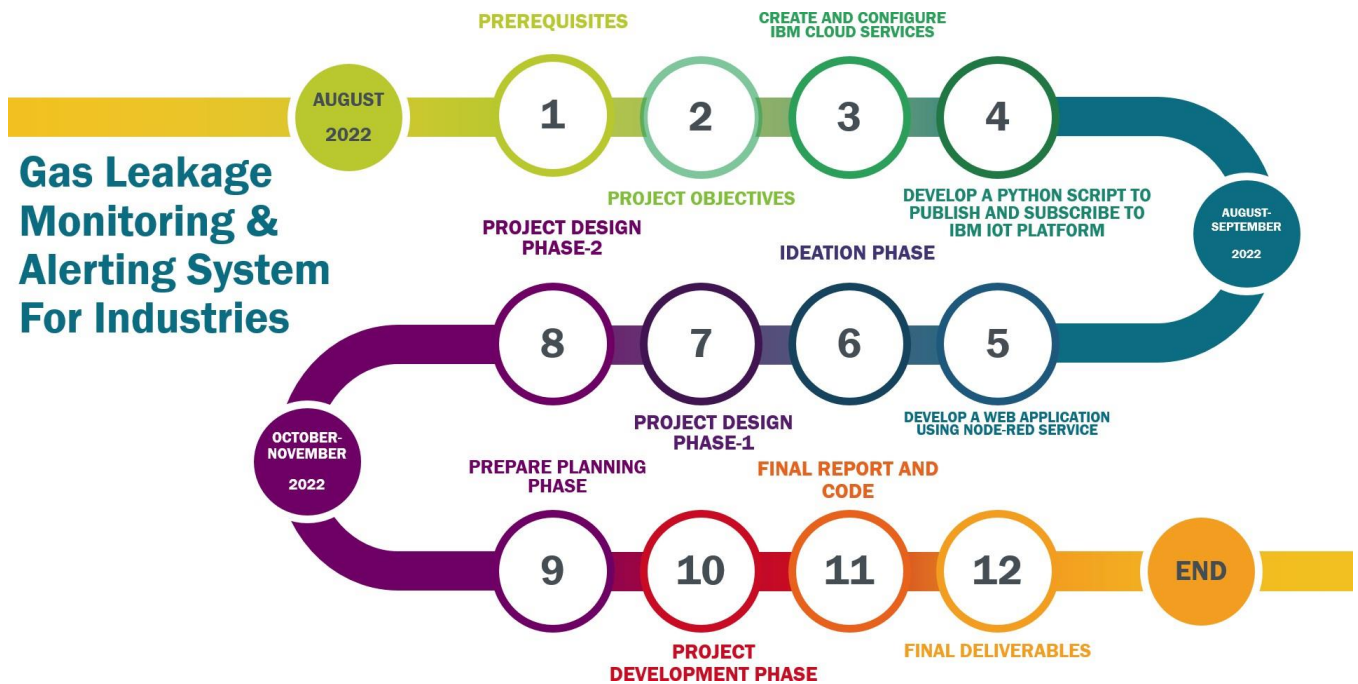 Gas Leakage
Monitoring &
Alerting System
For Industries
AUGUST
2022
PREREQUISITES
1
2
PROJECT OBJECTIVES
CREATE AND CONFIGURE
IBM CLOUD SERVICES
3
4
DEVELOP A PYTHON SCRIPT TO
PUBLISH AND SUBSCRIBE TO
IBM IOT PLATFORM
AUGUST-
SEPTEMBER
2022
5
DEVELOP A WEB APPLICATION
USING NODE-RED SERVICE
IDEATION PHASE
6
7
PROJECT DESIGN
PHASE-1
PROJECT DESIGN
PHASE-2
8
OCTOBER-
NOVEMBER
2022
PREPARE PLANNING
PHASE
9
10
PROJECT
DEVELOPMENT PHASE
FINAL REPORT AND
CODE
11
12
FINAL DELIVERABLES
END